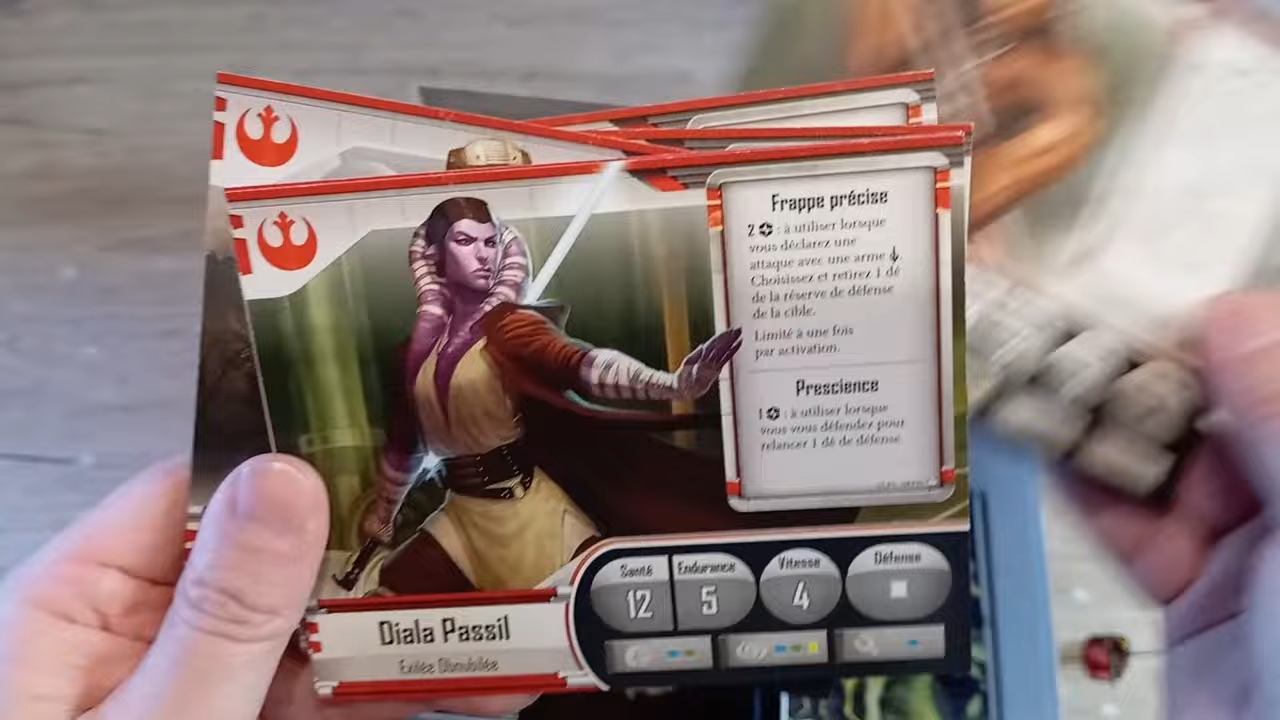 Frappe précise
2 : à utiliser lorsque
vous déclarez une
attaque avec une arme
Choisissez et retirez 1 dé
de la réserve de défense
de la cible.
Limité à une fois
par activation.
Prescience
1 : à utiliser lorsque
vous vous défendez pour
relancer 1 dé de défense.
Santé
12
Endurance
5
Vitesse
4
Défense
Diala Passil
Exilée